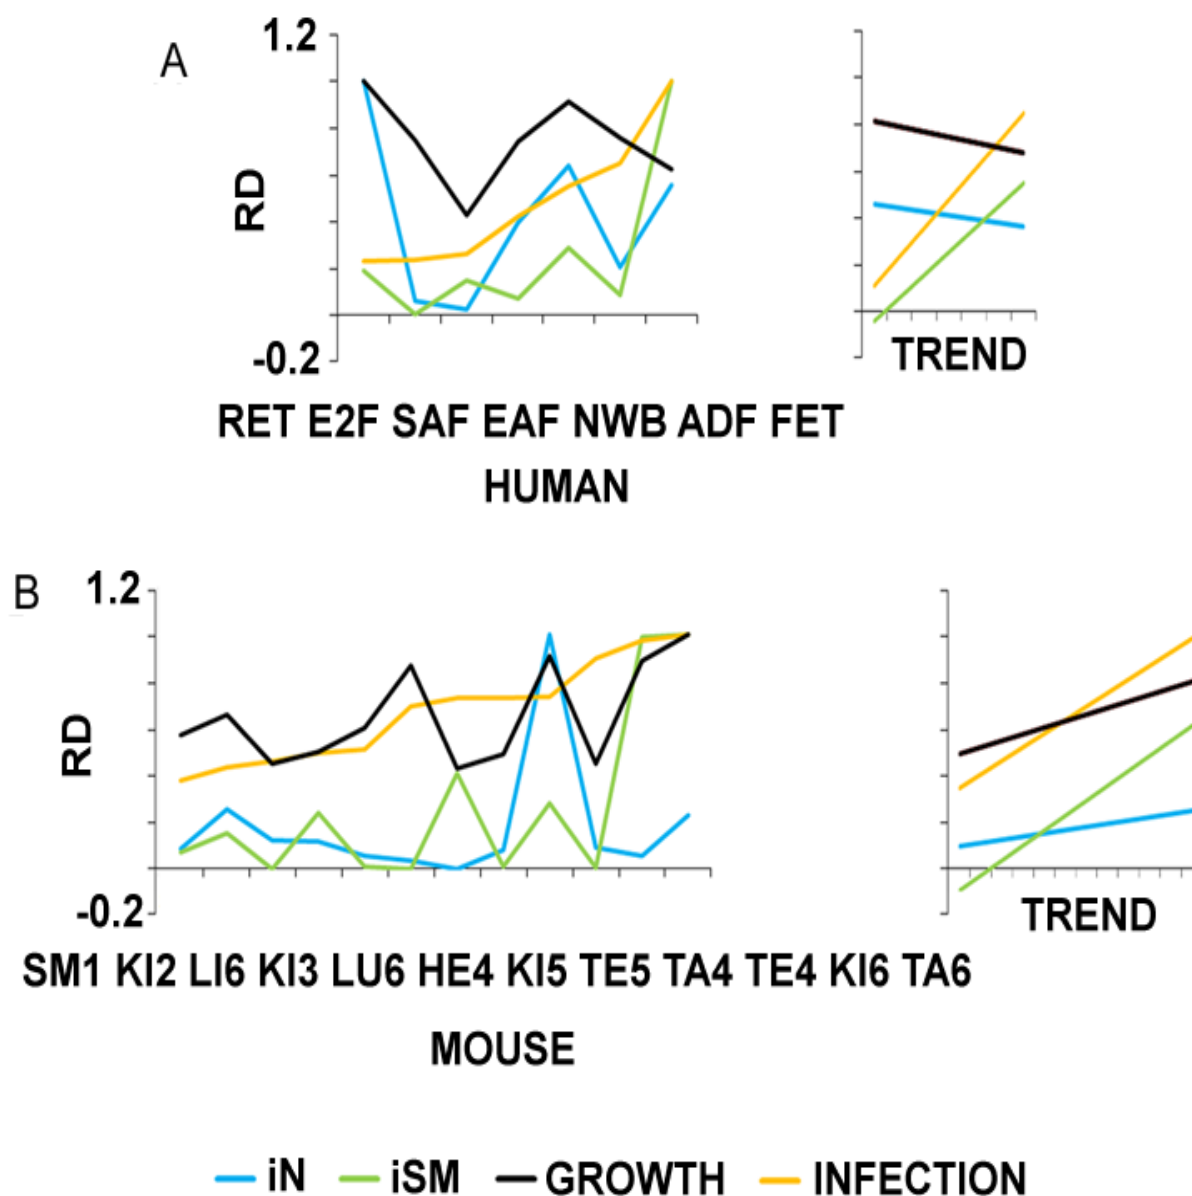 A
1.2
RD
-0.2
TREND
RET E2F SAF EAF NWB ADF FET
HUMAN
B
1.2
RD
-0.2
TREND
SM1 KI2 LI6 KI3 LU6 HE4 KI5 TE5 TA4 TE4 KI6 TA6
MOUSE
iN iSM GROWTH INFECTION